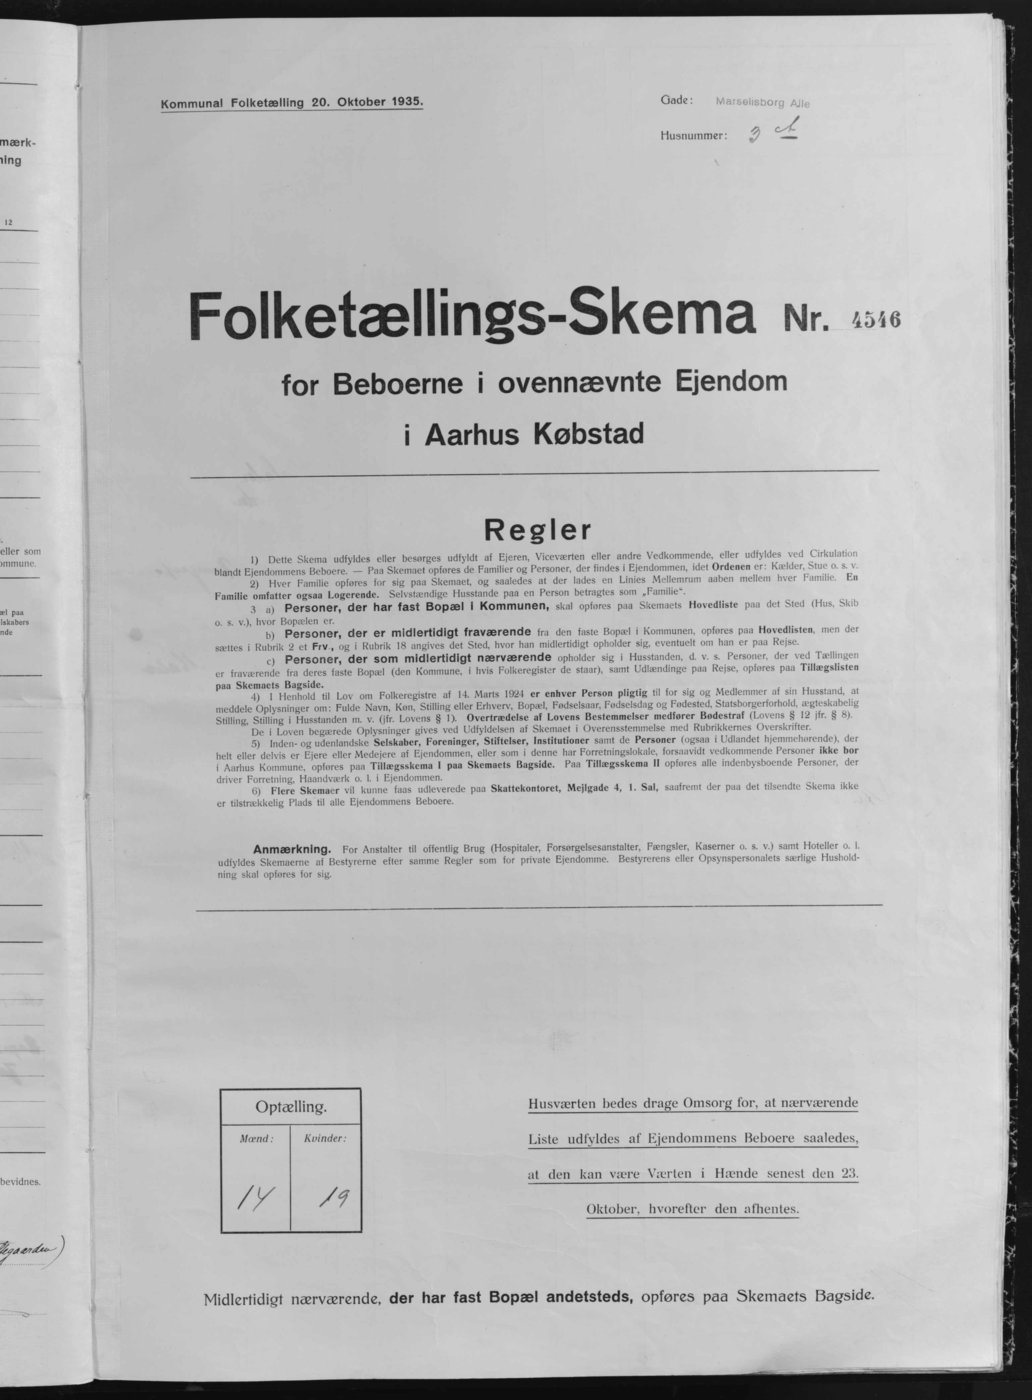 mærk-
ning
12
eller som
ommune.
æl paa
lskabers
nde
bevidnes.
Kommunal Folketælling 20. Oktober 1935.
Gade: Marselisborg Alle
Husnummer: 3 A
Folketællings-Skema Nr. 4546
for Beboerne i ovennævnte Ejendom
i Aarhus Købstad
Regler
1) Dette Skema udfyldes eller besørges udfyldt af Ejeren, Viceværten eller andre Vedkommende, eller udfyldes ved Cirkulation
blandt Ejendommens Beboere. — Paa Skemaet opføres de Familier og Personer, der findes i Ejendommen, idet Ordenen er: Kælder, Stue o. s. v.
2) Hver Familie opføres for sig paa Skemaet, og saaledes at der lades en Linies Mellemrum aaben mellem hver Familie. En
Familie omfatter ogsaa Logerende. Selvstændige Husstande paa en Person betragtes som „Familie“.
3 a) Personer, der har fast Bopæl i Kommunen, skal opføres paa Skemaets Hovedliste paa det Sted (Hus, Skib
o. s. v.), hvor Bopælen er.
b) Personer, der er midlertidigt fraværende fra den faste Bopæl i Kommunen, opføres paa Hovedlisten, men der
sættes i Rubrik 2 et Frv., og i Rubrik 18 angives det Sted, hvor han midlertidigt opholder sig, eventuelt om han er paa Rejse.
c) Personer, der som midlertidigt nærværende opholder sig i Husstanden, d. v. s. Personer, der ved Tællingen
er fraværende fra deres faste Bopæl (den Kommune, i hvis Folkeregister de staar), samt Udlændinge paa Rejse, opføres paa Tillægslisten
paa Skemaets Bagside.
4) I Henhold til Lov om Folkeregistre af 14. Marts 1924 er enhver Person pligtig til for sig og Medlemmer af sin Husstand, at
meddele Oplysninger om: Fulde Navn, Køn, Stilling eller Erhverv, Bopæl, Fødselsaar, Fødselsdag og Fødested, Statsborgerforhold, ægteskabelig
Stilling, Stilling i Husstanden m. v. (jfr. Lovens § 1). Overtrædelse af Lovens Bestemmelser medfører Bødestraf (Lovens § 12 jfr. § 8).
De i Loven begærede Oplysninger gives ved Udfyldelsen af Skemaet i Overensstemmelse med Rubrikkernes Overskrifter.
5) Inden- og udenlandske Selskaber, Foreninger, Stiftelser, Institutioner samt de Personer (ogsaa i Udlandet hjemmehørende), der
helt eller delvis er Ejere eller Medejere af Ejendommen, eller som i denne har Forretningslokale, forsaavidt vedkommende Personer ikke bor
i Aarhus Kommune, opføres paa Tillægsskema I paa Skemaets Bagside. Paa Tillægsskema II opføres alle indenbysboende Personer, der
driver Forretning, Haandværk o. l. i Ejendommen.
6) Flere Skemaer vil kunne faas udleverede paa Skattekontoret, Mejlgade 4, 1. Sal, saafremt der paa det tilsendte Skema ikke
er tilstrækkelig Plads til alle Ejendommens Beboere.
Anmærkning. For Anstalter til offentlig Brug (Hospitaler, Forsørgelsesanstalter, Fængsler, Kaserner o. s. v.) samt Hoteller o. l.
udfyldes Skemaerne af Bestyrerne efter samme Regler som for private Ejendomme. Bestyrerens eller Opsynspersonalets særlige Hushold-
ning skal opføres for sig.
Optælling.
Mænd: Kvinder:
14 19
Husværten bedes drage Omsorg for, at nærværende
Liste udfyldes af Ejendommens Beboere saaledes,
at den kan være Værten i Hænde senest den 23.
Oktober, hvorefter den afhentes.
Midlertidigt nærværende, der har fast Bopæl andetsteds, opføres paa Skemaets Bagside.